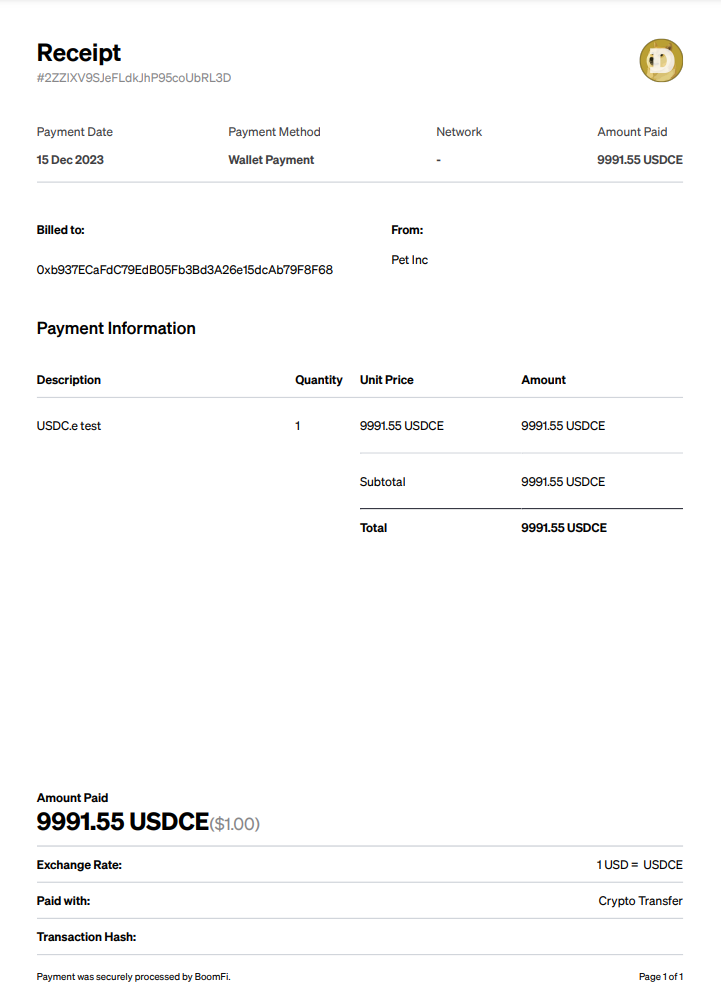 Receipt
#2ZZIXV9SJeFLdkJhP95coUbRL3D
Payment Date Payment Method Network Amount Paid
15 Dec 2023 Wallet Payment - 9991.55 USDCE
Billed to: From:
Pet Inc
0xb937ECaFdC79EdB05Fb3Bd3A26e15dcAb79F8F68
Payment Information
Description Quantity Unit Price Amount
USDC.e test 1 9991.55 USDCE 9991.55 USDCE
Subtotal 9991.55 USDCE
Total 9991.55 USDCE
Amount Paid
9991.55 USDCE($1.00)
Exchange Rate: 1 USD = USDCE
Paid with: Crypto Transfer
Transaction Hash:
Payment was securely processed by BoomFi. Page 1 of 1